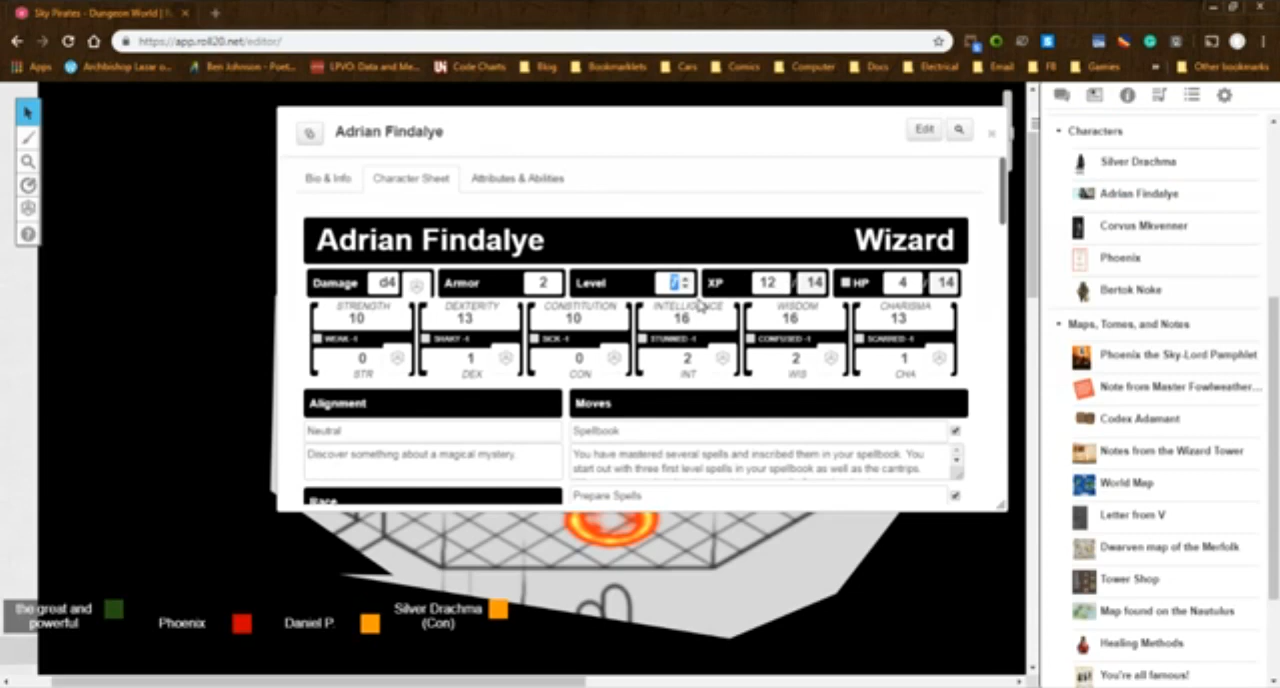 Sky Pirates - Dungeon World |
https://app.roll20.net/editor/
Apps
Archbishop Lazar o...
Ben Johnson - Poet...
LPVO: Data and Me...
Code Charts
Blog
Bookmarklets
Cars
Comics
Computer
Docs
Electrical
Email
FB
Games
»
Other bookmarks
Adrian Findalye
Edit
Bio & Info
Character Sheet
Attributes & Abilities
Adrian Findalye
Wizard
Damage d4
Armor 2
Level 7
XP 12 / 14
HP 4 / 14
STRENGTH DEXTERITY CONSTITUTION INTELLIGENCE WISDOM CHARISMA
10 13 10 16 16 13
WEAK -1 SHAKY -1 SICK -1 STUNNED -1 CONFUSED -1 SCARRED -1
0 1 0 2 2 1
STR DEX CON INT WIS CHA
Alignment
Neutral
Discover something about a magical mystery.
Race
Moves
Spellbook
You have mastered several spells and inscribed them in your spellbook. You
start out with three first level spells in your spellbook as well as the cantrips.
Prepare Spells
the great and
powerful
Phoenix
Daniel P.
Silver Drachma
(Con)
Characters
Silver Drachma
Adrian Findalye
Corvus Mkvenner
Phoenix
Bertok Noke
Maps, Tomes, and Notes
Phoenix the Sky-Lord Pamphlet
Note from Master Fowlweather...
Codex Adamant
Notes from the Wizard Tower
World Map
Letter from V
Dwarven map of the Merfolk
Tower Shop
Map found on the Nautulus
Healing Methods
You're all famous!